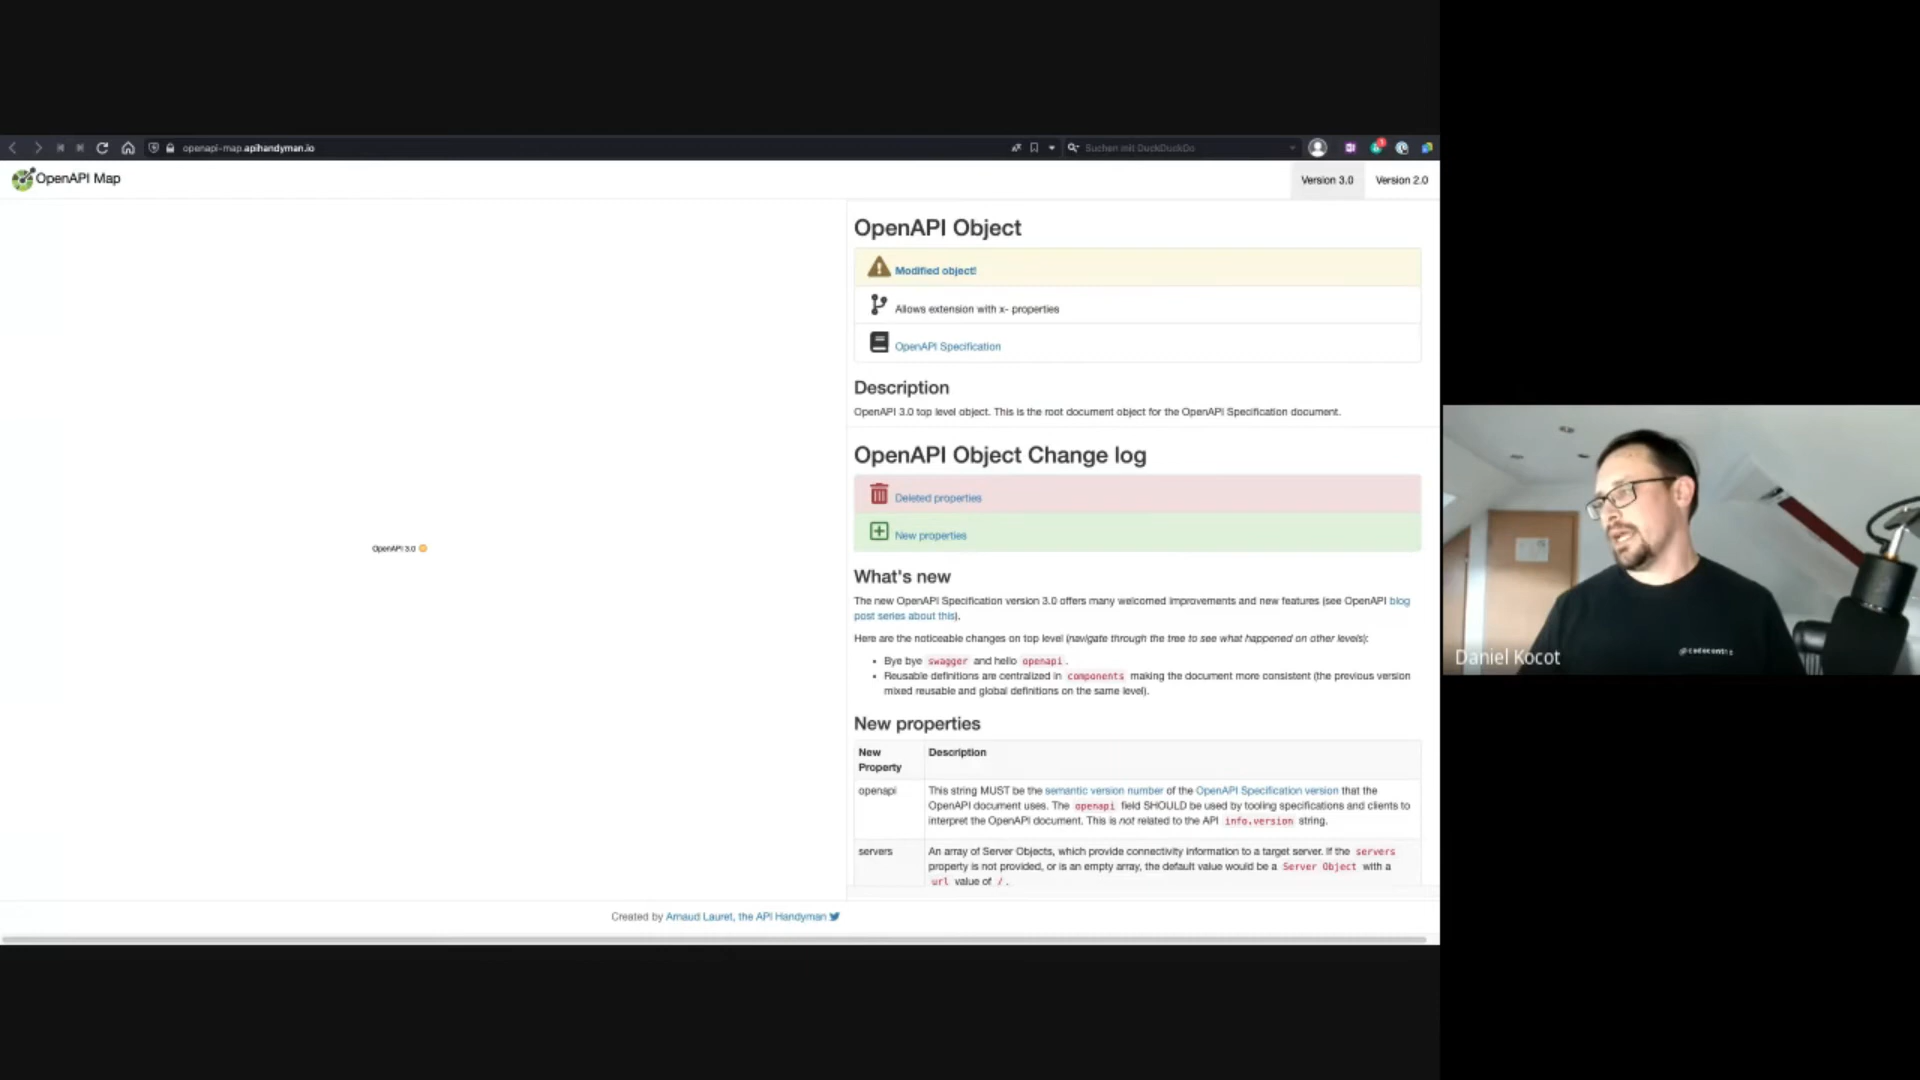 openapi-map.apihandyman.io
Suchen mit DuckDuckGo
OpenAPI Map
Version 3.0
Version 2.0
OpenAPI 3.0
OpenAPI Object
Modified object!
Allows extension with x- properties
OpenAPI Specification
Description
OpenAPI 3.0 top level object. This is the root document object for the OpenAPI Specification document.
OpenAPI Object Change log
Deleted properties
New properties
What's new
The new OpenAPI Specification version 3.0 offers many welcomed improvements and new features (see OpenAPI blog
post series about this).
Here are the noticeable changes on top level (navigate through the tree to see what happened on other levels):
• Bye bye swagger and hello openapi.
• Reusable definitions are centralized in components making the document more consistent (the previous version
mixed reusable and global definitions on the same level).
New properties
New
Property
Description
openapi
This string MUST be the semantic version number of the OpenAPI Specification version that the
OpenAPI document uses. The openapi field SHOULD be used by tooling specifications and clients to
interpret the OpenAPI document. This is not related to the API info.version string.
servers
An array of Server Objects, which provide connectivity information to a target server. If the servers
property is not provided, or is an empty array, the default value would be a Server Object with a
url value of /.
Created by Arnaud Lauret, the API Handyman
Daniel Kocot
codecentric